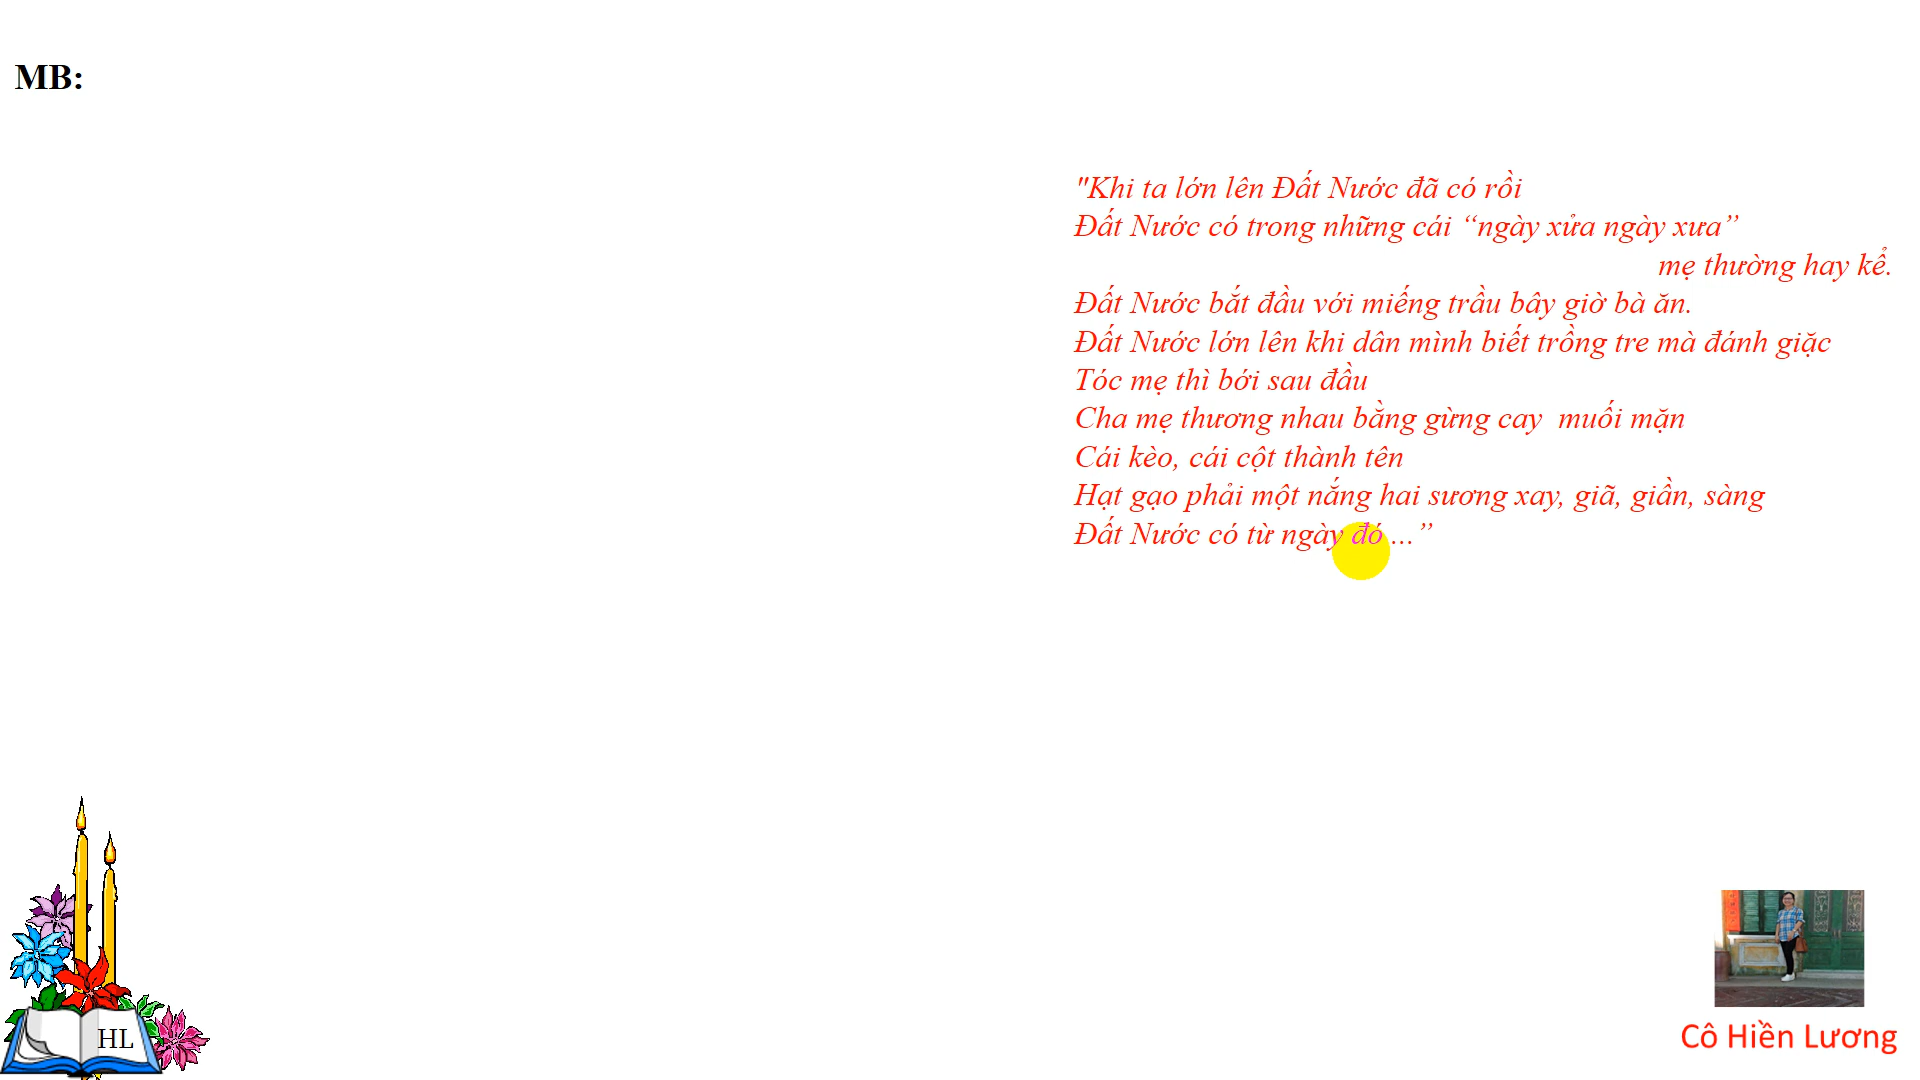 MB:
"Khi ta lớn lên Đất Nước đã có rồi
Đất Nước có trong những cái “ngày xửa ngày xưa”
mẹ thường hay kể.
Đất Nước bắt đầu với miếng trầu bây giờ bà ăn.
Đất Nước lớn lên khi dân mình biết trồng tre mà đánh giặc
Tóc mẹ thì bới sau đầu
Cha mẹ thương nhau bằng gừng cay  muối mặn
Cái kèo, cái cột thành tên
Hạt gạo phải một nắng hai sương xay, giã, giần, sàng
Đất Nước có từ ngày đó ...”
HL
Cô Hiền Lương